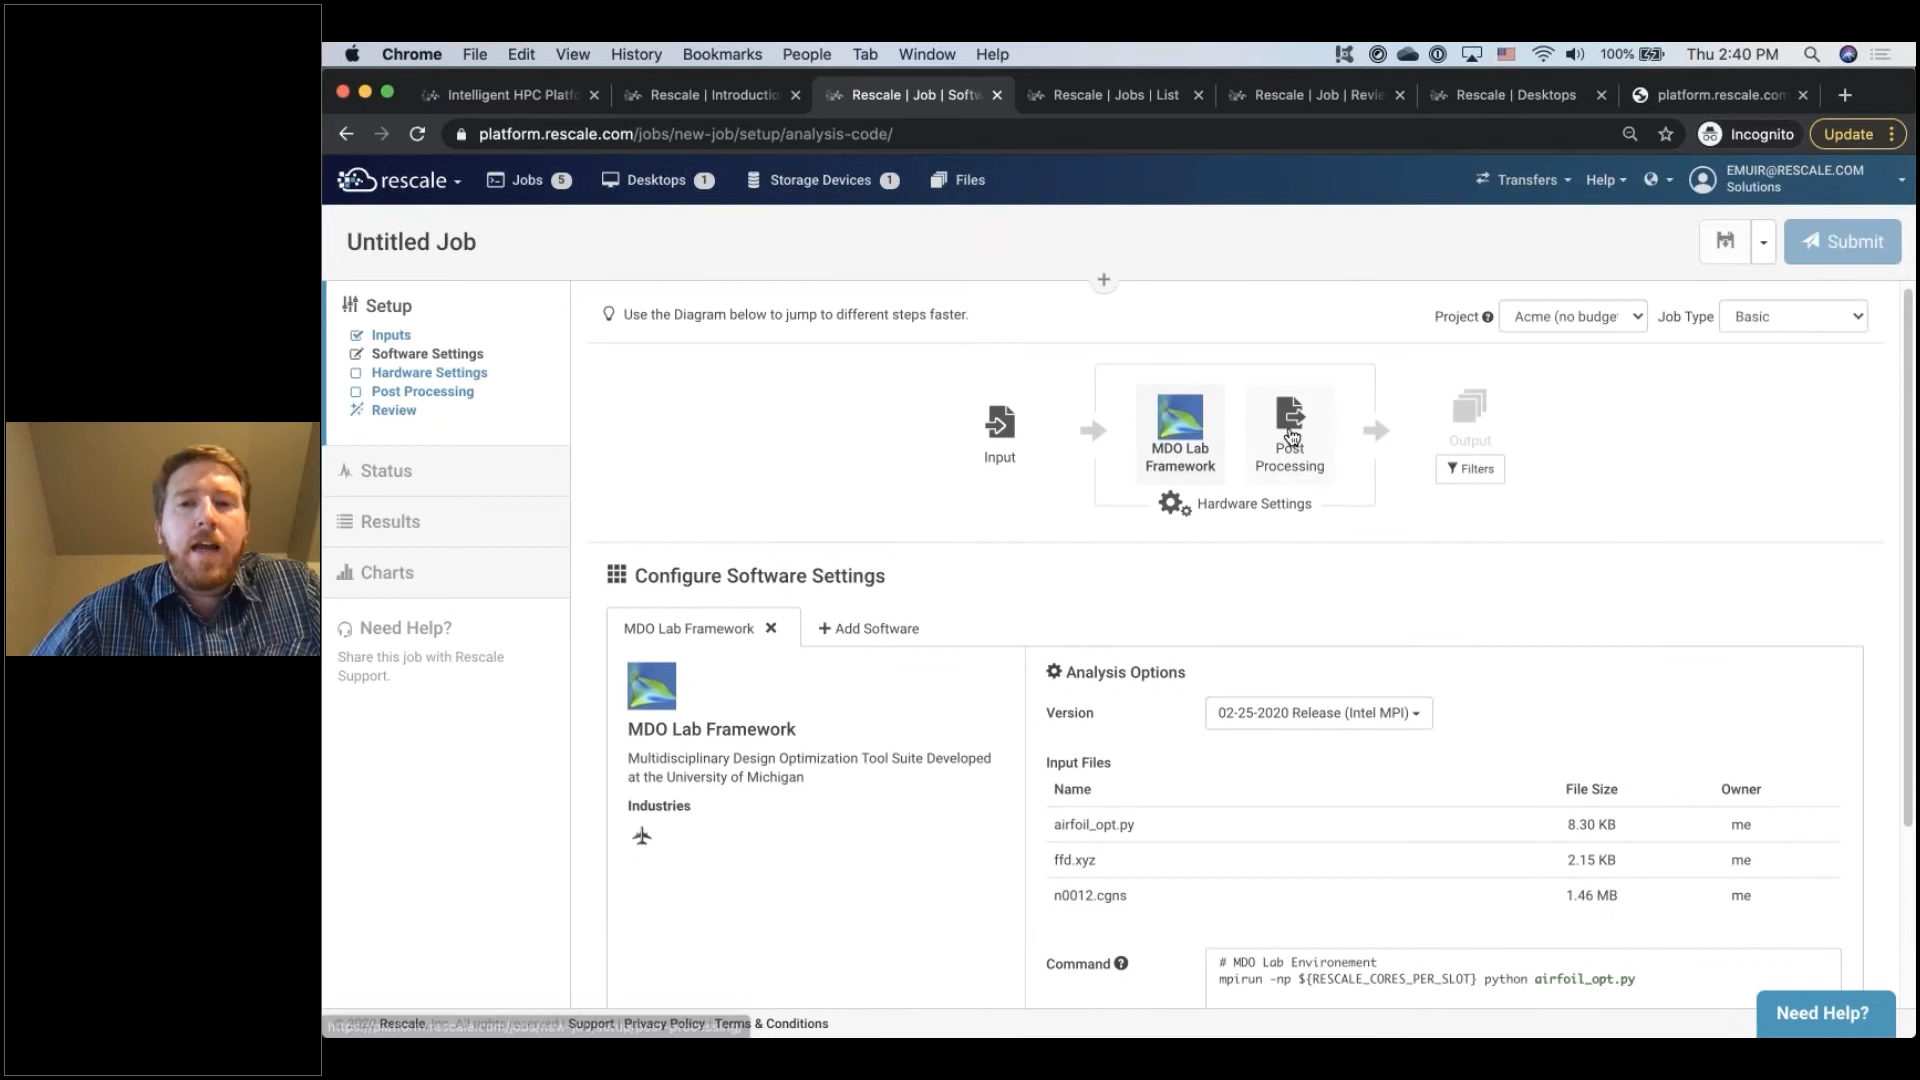 Chrome File Edit View History Bookmarks People Tab Window Help 100% Thu 2:40 PM
Intelligent HPC Platfo Rescale | Introductio Rescale | Job | Softw Rescale | Jobs | List Rescale | Job | Revie Rescale | Desktops platform.rescale.com
platform.rescale.com/jobs/new-job/setup/analysis-code/ Incognito Update
rescale Jobs 5 Desktops 1 Storage Devices 1 Files Transfers Help EMUIR@RESCALE.COM
Solutions
Untitled Job Submit
Setup
Inputs
Software Settings
Hardware Settings
Post Processing
Review
Status
Results
Charts
Need Help?
Share this job with Rescale
Support.
Use the Diagram below to jump to different steps faster. Project Acme (no budge Job Type Basic
Input
MDO Lab
Framework
Post
Processing
Hardware Settings
Output
Filters
Configure Software Settings
MDO Lab Framework + Add Software
MDO Lab Framework
Multidisciplinary Design Optimization Tool Suite Developed
at the University of Michigan
Industries
Analysis Options
Version 02-25-2020 Release (Intel MPI)
Input Files
Name File Size Owner
airfoil_opt.py 8.30 KB me
ffd.xyz 2.15 KB me
n0012.cgns 1.46 MB me
Command # MDO Lab Environement
mpirun -np ${RESCALE_CORES_PER_SLOT} python airfoil_opt.py
Rescale Support | Privacy Policy | Terms & Conditions
Need Help?